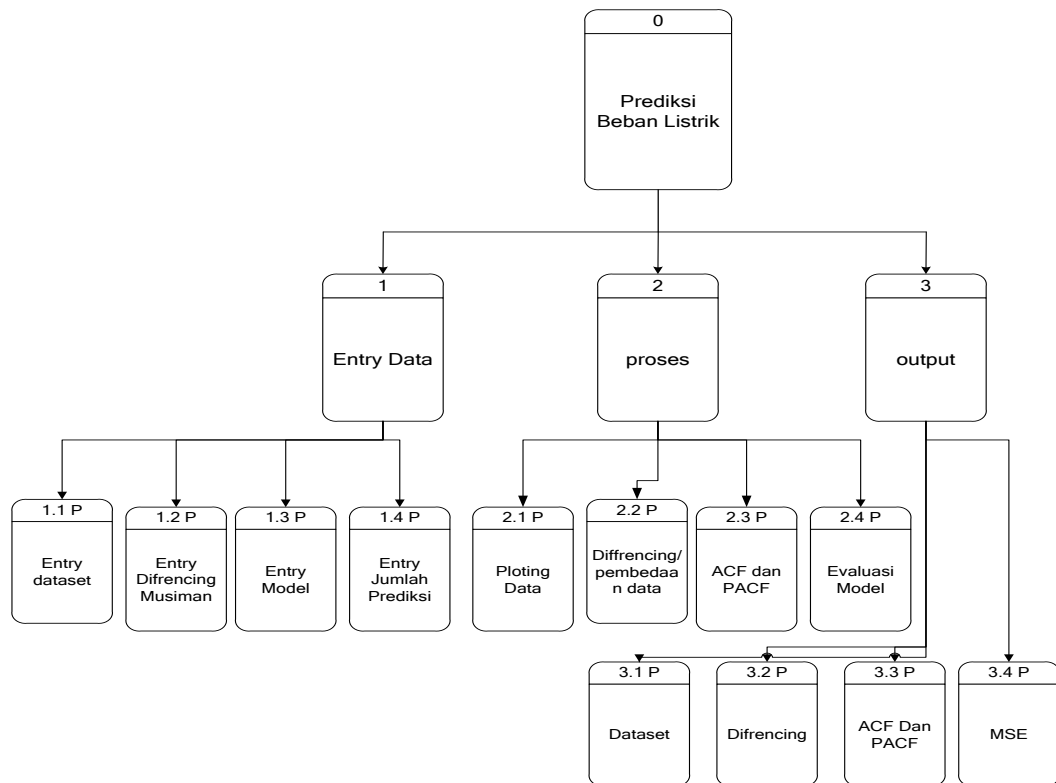 0
Prediksi
Beban Listrik
1
Entry Data
2
proses
3
output
1.1 P
Entry
dataset
1.2 P
Entry
Difrencing
Musiman
1.3 P
Entry
Model
1.4 P
Entry
Jumlah
Prediksi
2.1 P
Ploting
Data
2.2 P
Diffrencing/
pembedaa
n data
2.3 P
ACF dan
PACF
2.4 P
Evaluasi
Model
3.1 P
Dataset
3.2 P
Difrencing
3.3 P
ACF Dan
PACF
3.4 P
MSE